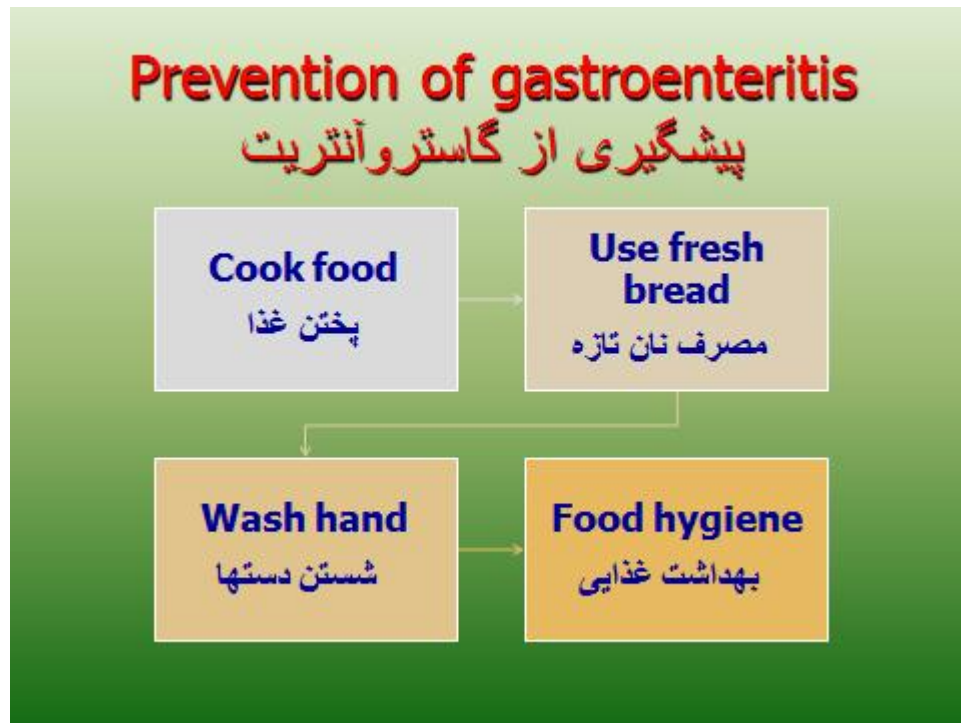 Prevention of gastroenteritis
پیشگیری از گاستروآنتریت
Cook food
پختن غذا
Use fresh
bread
مصرف نان تازه
Wash hand
شستن دستها
Food hygiene
بهداشت غذایی